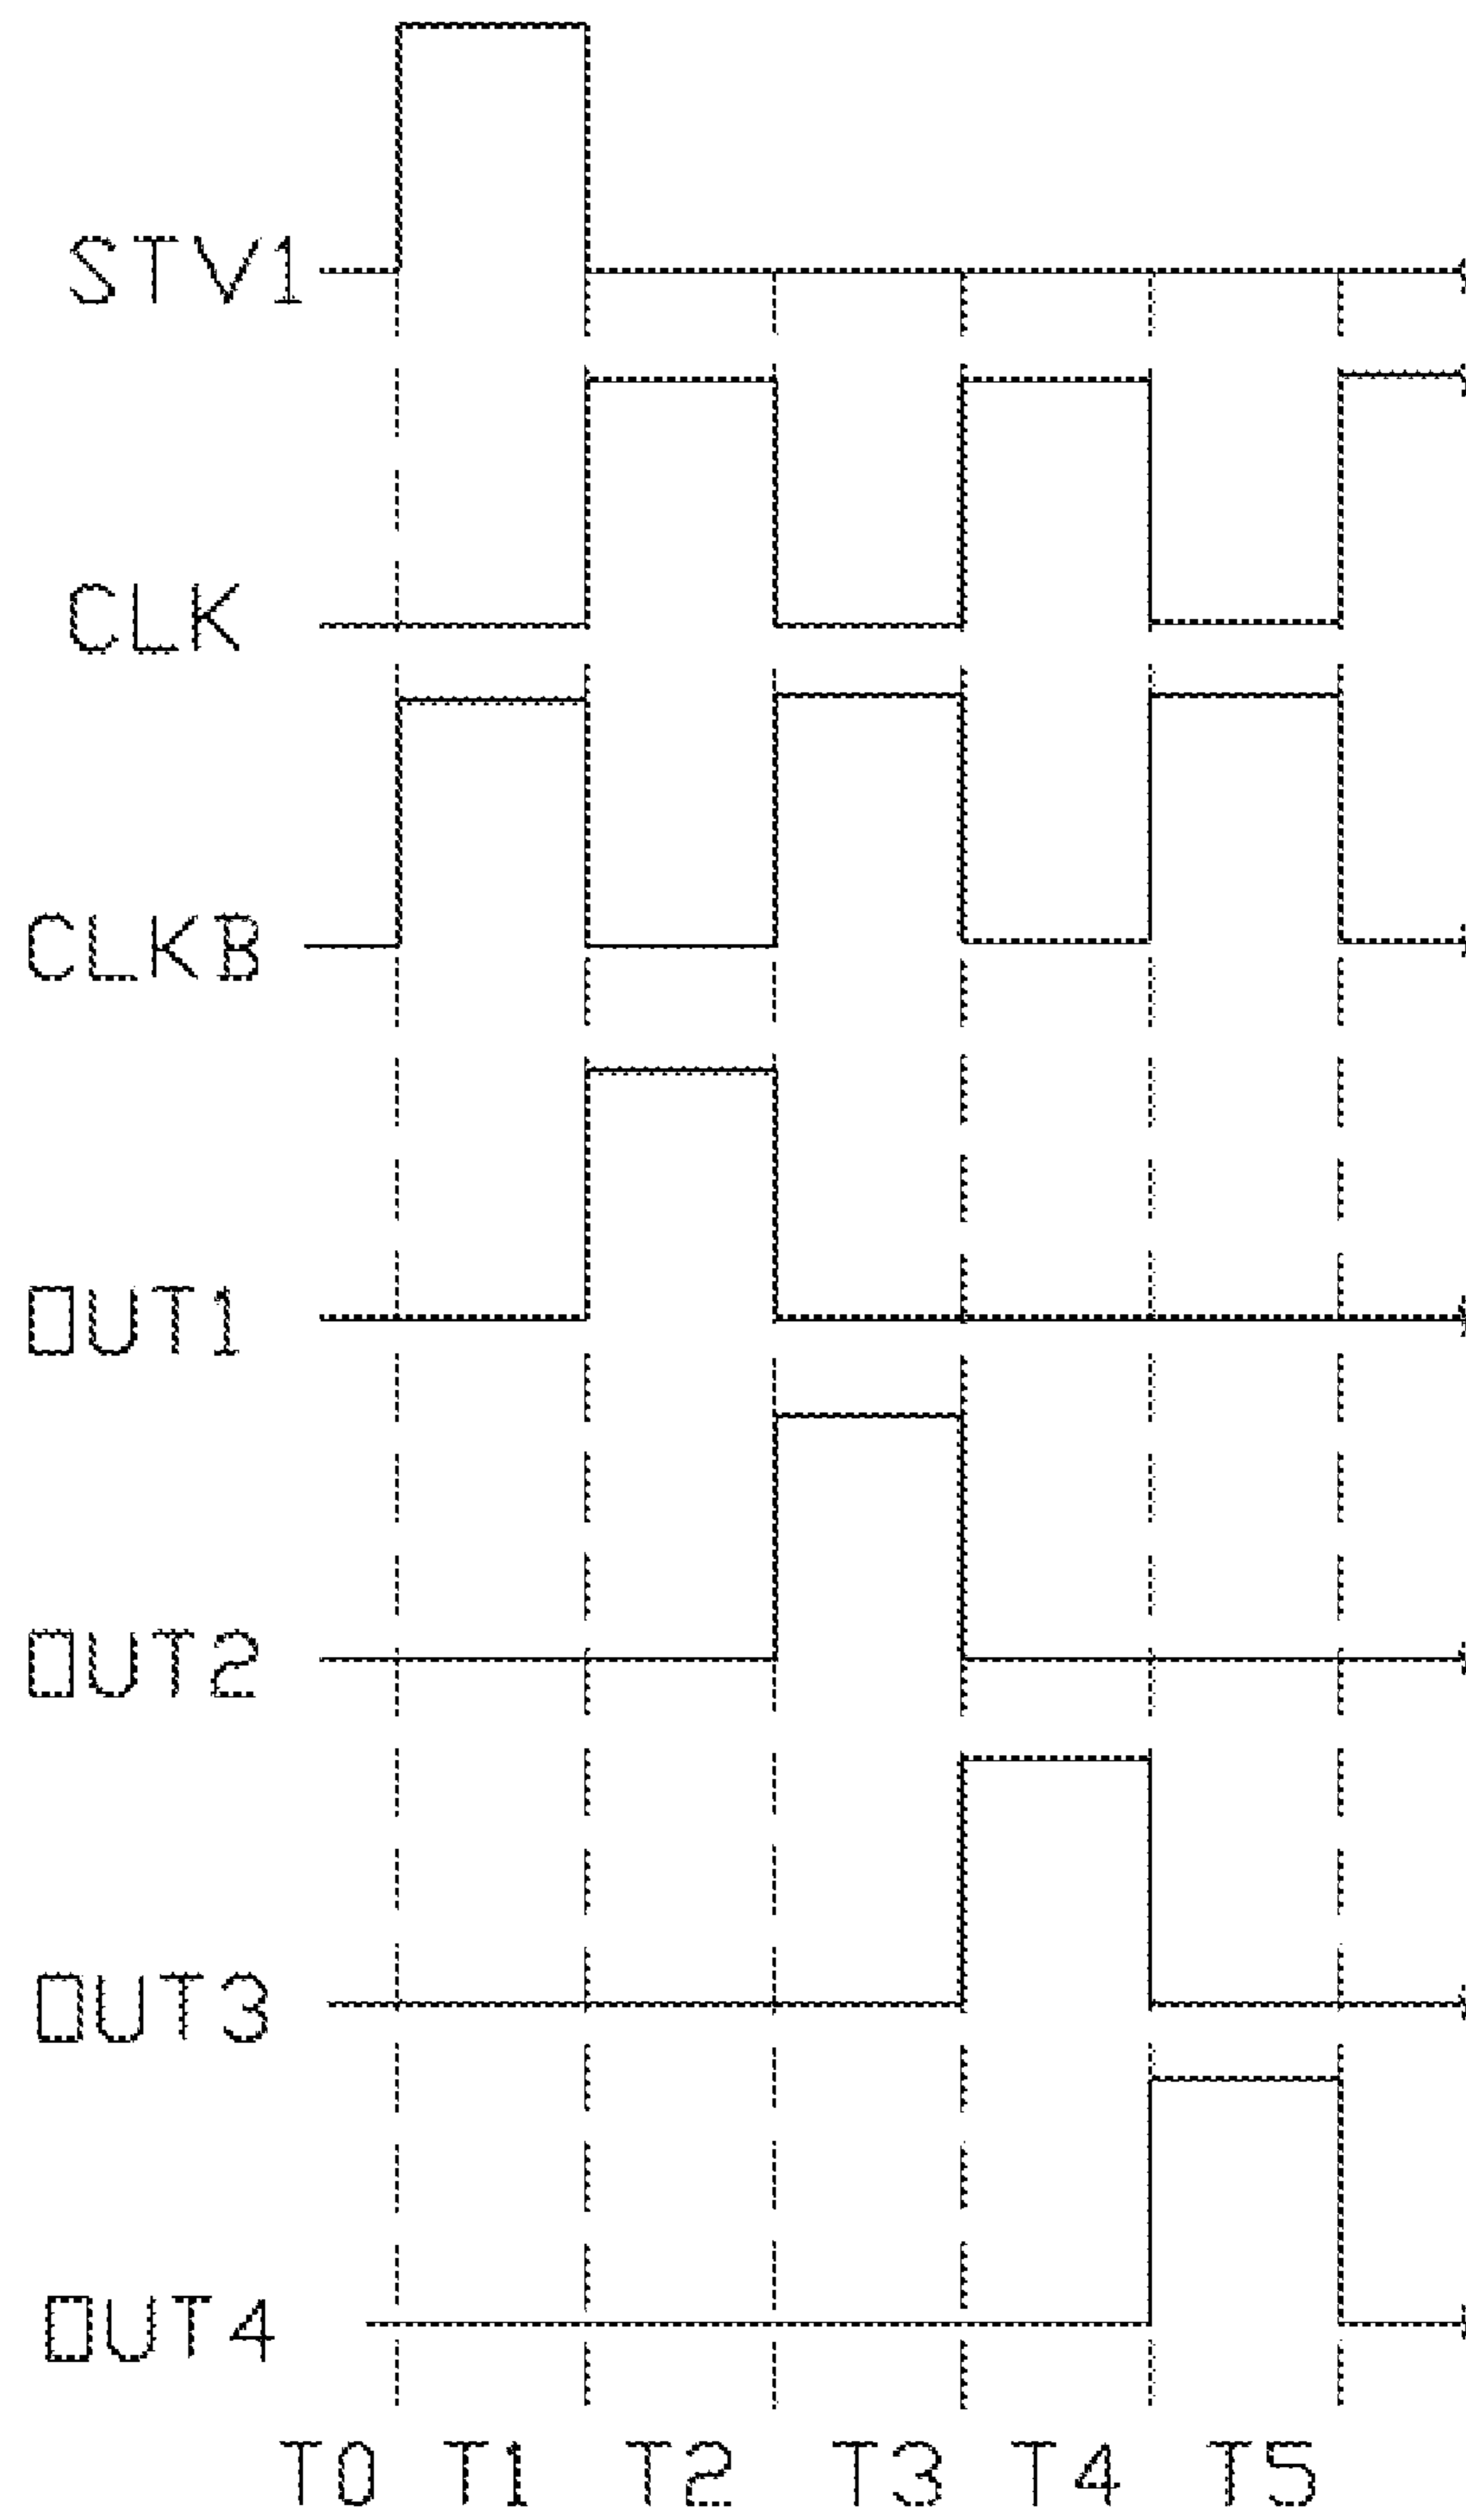 STV1
CLK
CLKB
OUT1
OUT2
OUT3
OUT4
T0 T1 T2 T3 T4 T5